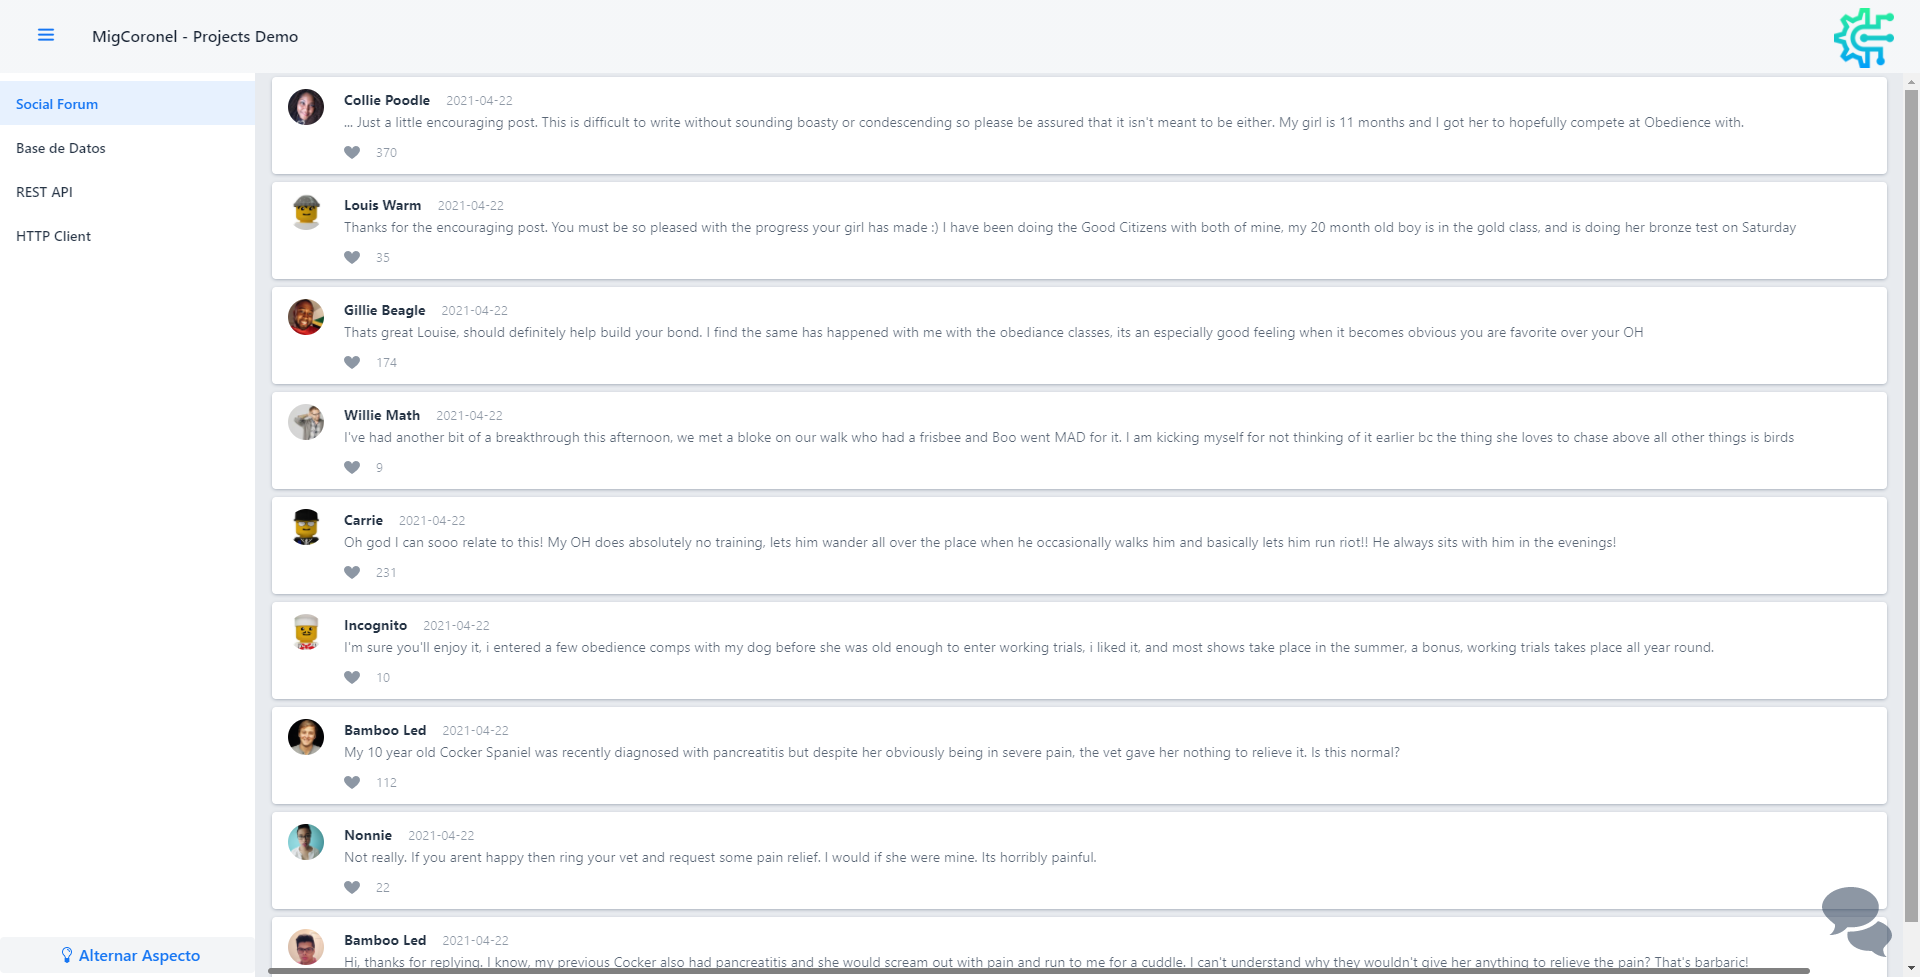 MigCoronel - Projects Demo
Social Forum
Base de Datos
REST API
HTTP Client
Alternar Aspecto
Collie Poodle 2021-04-22
... Just a little encouraging post. This is difficult to write without sounding boasty or condescending so please be assured that it isn't meant to be either. My girl is 11 months and I got her to hopefully compete at Obedience with.
370
Louis Warm 2021-04-22
Thanks for the encouraging post. You must be so pleased with the progress your girl has made :) I have been doing the Good Citizens with both of mine, my 20 month old boy is in the gold class, and is doing her bronze test on Saturday
35
Gillie Beagle 2021-04-22
Thats great Louise, should definitely help build your bond. I find the same has happened with me with the obediance classes, its an especially good feeling when it becomes obvious you are favorite over your OH
174
Willie Math 2021-04-22
I've had another bit of a breakthrough this afternoon, we met a bloke on our walk who had a frisbee and Boo went MAD for it. I am kicking myself for not thinking of it earlier bc the thing she loves to chase above all other things is birds
9
Carrie 2021-04-22
Oh god I can sooo relate to this! My OH does absolutely no training, lets him wander all over the place when he occasionally walks him and basically lets him run riot!! He always sits with him in the evenings!
231
Incognito 2021-04-22
I'm sure you'll enjoy it, i entered a few obedience comps with my dog before she was old enough to enter working trials, i liked it, and most shows take place in the summer, a bonus, working trials takes place all year round.
10
Bamboo Led 2021-04-22
My 10 year old Cocker Spaniel was recently diagnosed with pancreatitis but despite her obviously being in severe pain, the vet gave her nothing to relieve it. Is this normal?
112
Nonnie 2021-04-22
Not really. If you arent happy then ring your vet and request some pain relief. I would if she were mine. Its horribly painful.
22
Bamboo Led 2021-04-22
Hi, thanks for replying. I know, my previous Cocker also had pancreatitis and she would scream out with pain and run to me for a cuddle. I can't understand why they wouldn't give her anything to relieve the pain? That's barbaric!